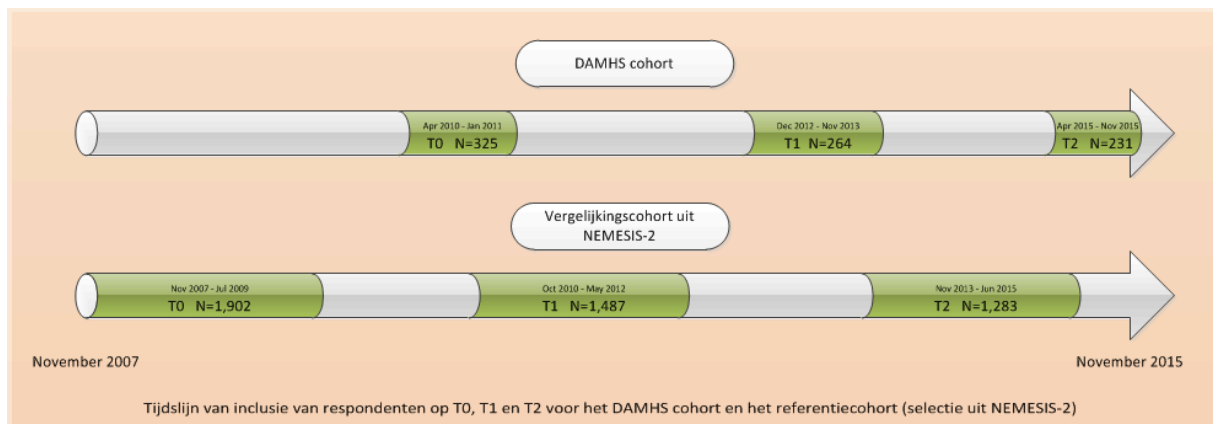 DAMHS cohort
Apr 2010 - Jan 2011
T0 N=325
Dec 2012 - Nov 2013
T1 N=264
Apr 2015 - Nov 2015
T2 N=231
Vergelijkingscohort uit
NEMESIS-2
Nov 2007 - Jul 2009
T0 N=1,902
Oct 2010 - May 2012
T1 N=1,487
Nov 2013 - Jun 2015
T2 N=1,283
November 2007
November 2015
Tijdslijn van inclusie van respondenten op T0, T1 en T2 voor het DAMHS cohort en het referentiecohort (selectie uit NEMESIS-2)